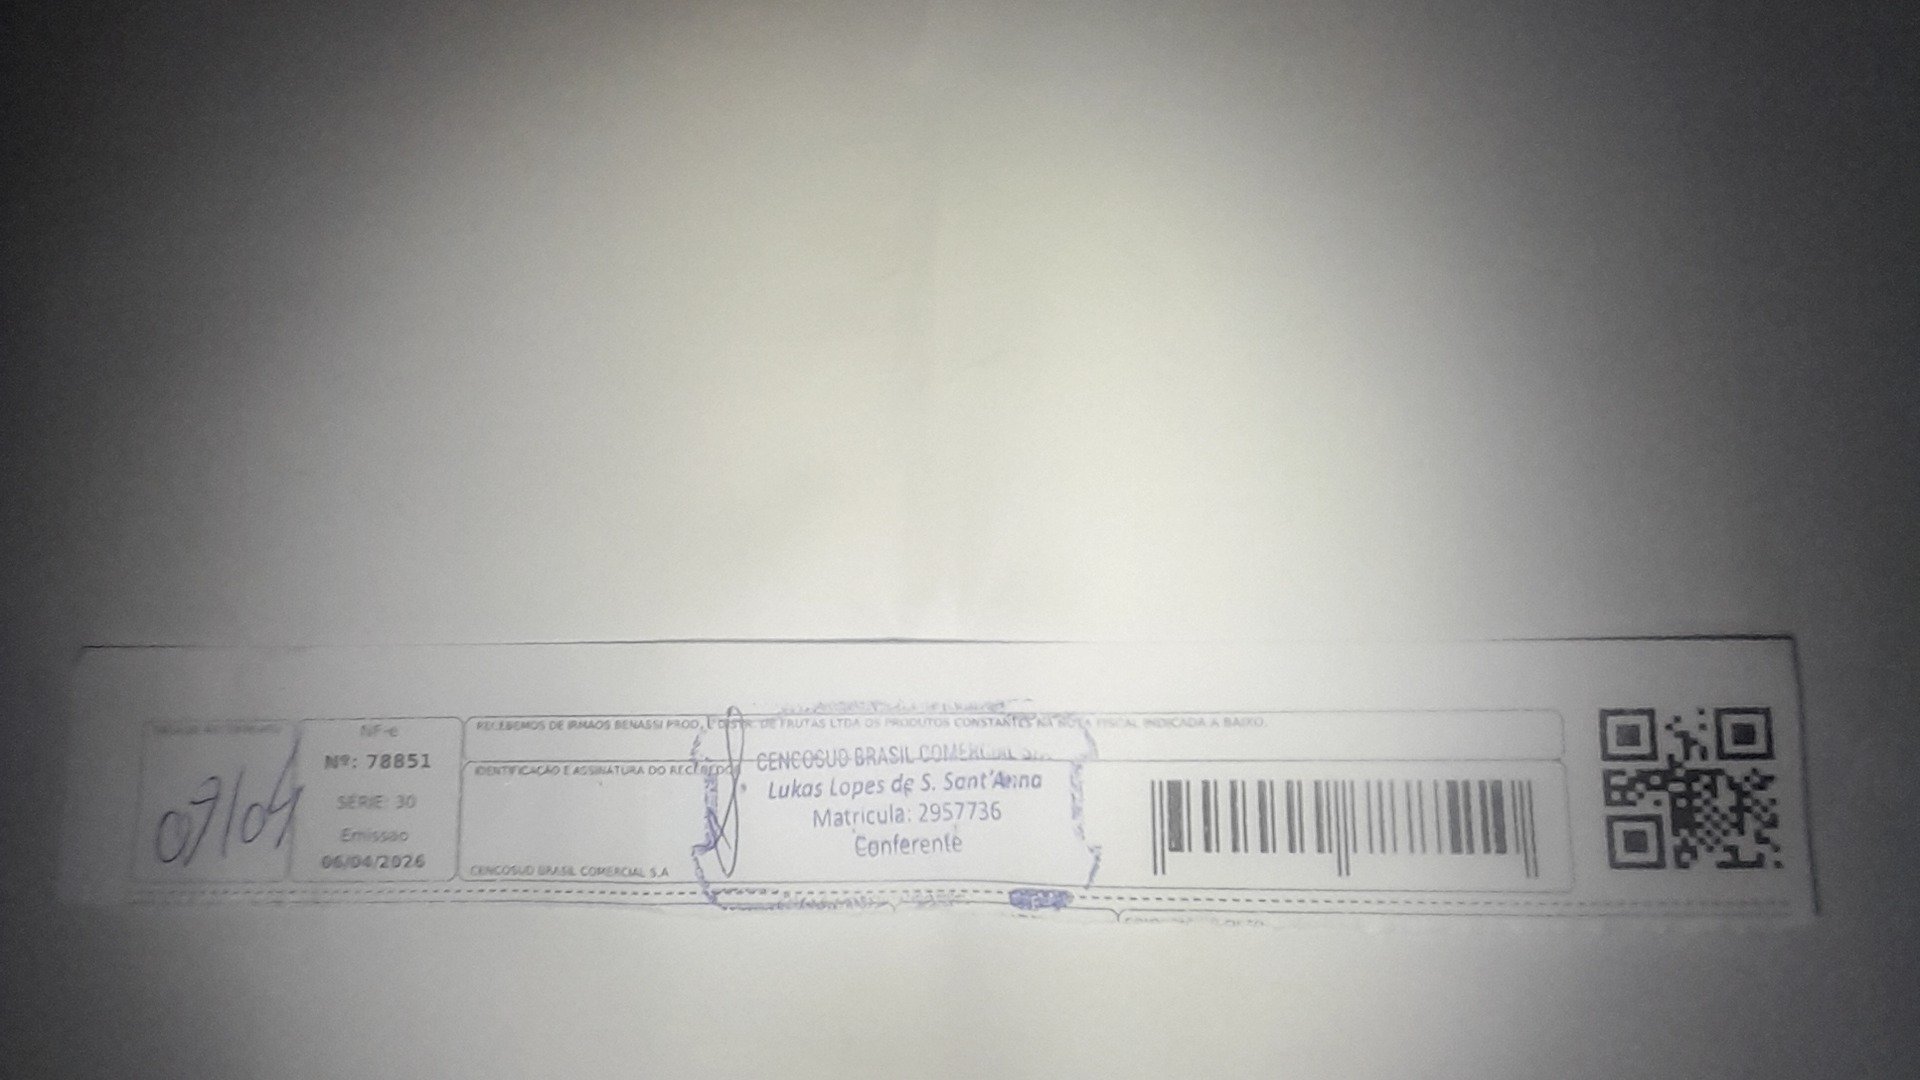 RECEBEMOS DE IRMAOS BENASSI PROD. E DISTR. DE FRUTAS LTDA OS PRODUTOS CONSTANTES NA NOTA FISCAL INDICADA A BAIXO.
NF-e
Nº: 78851
SÉRIE: 30
Emissão
06/04/2026
07/04
IDENTIFICAÇÃO E ASSINATURA DO RECEBEDOR
CENCOSUD BRASIL COMERCIAL S.A
CENCOSUD BRASIL COMERCIAL
Lukas Lopes de S. Sant'Anna
Matricula: 2957736
Conferente